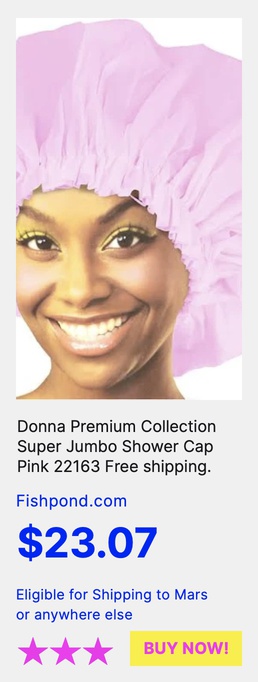 Donna Premium Collection
Super Jumbo Shower Cap
Pink 22163 Free shipping.
Fishpond.com
$23.07
Eligible for Shipping to Mars
or anywhere else
BUY NOW!